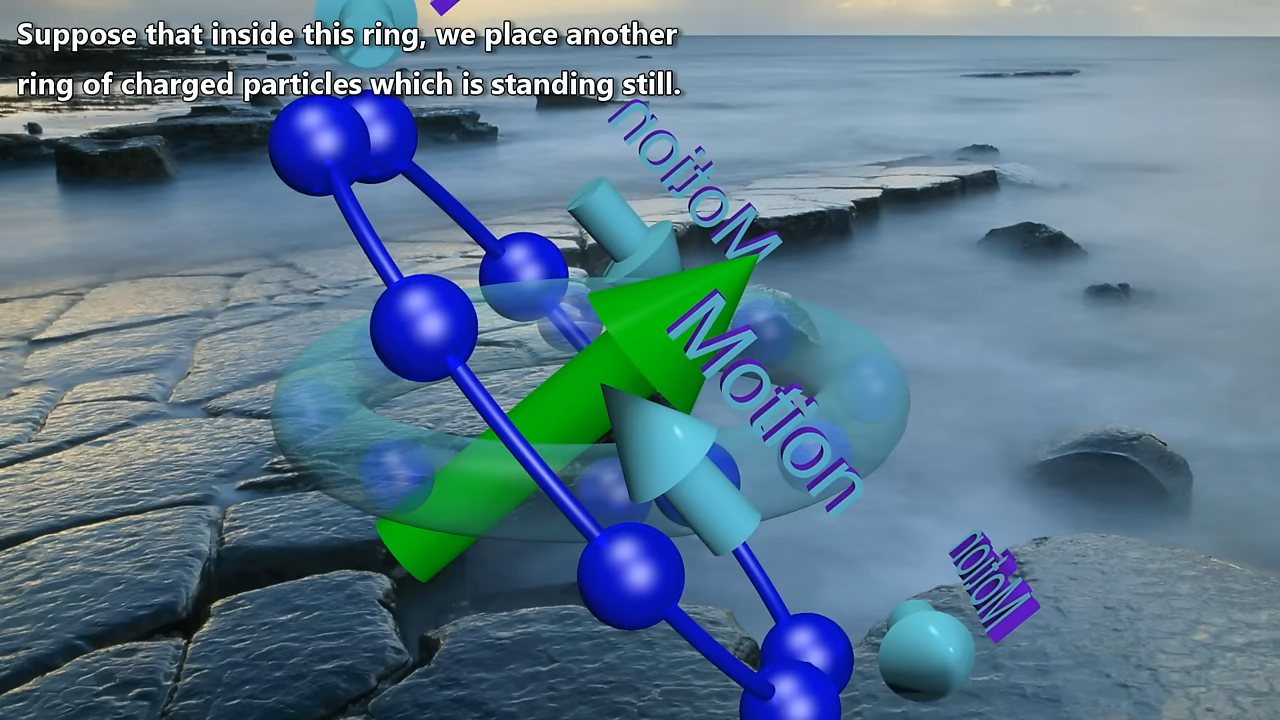 Suppose that inside this ring, we place another
ring of charged particles which is standing still.
Motion
Motion
Motion